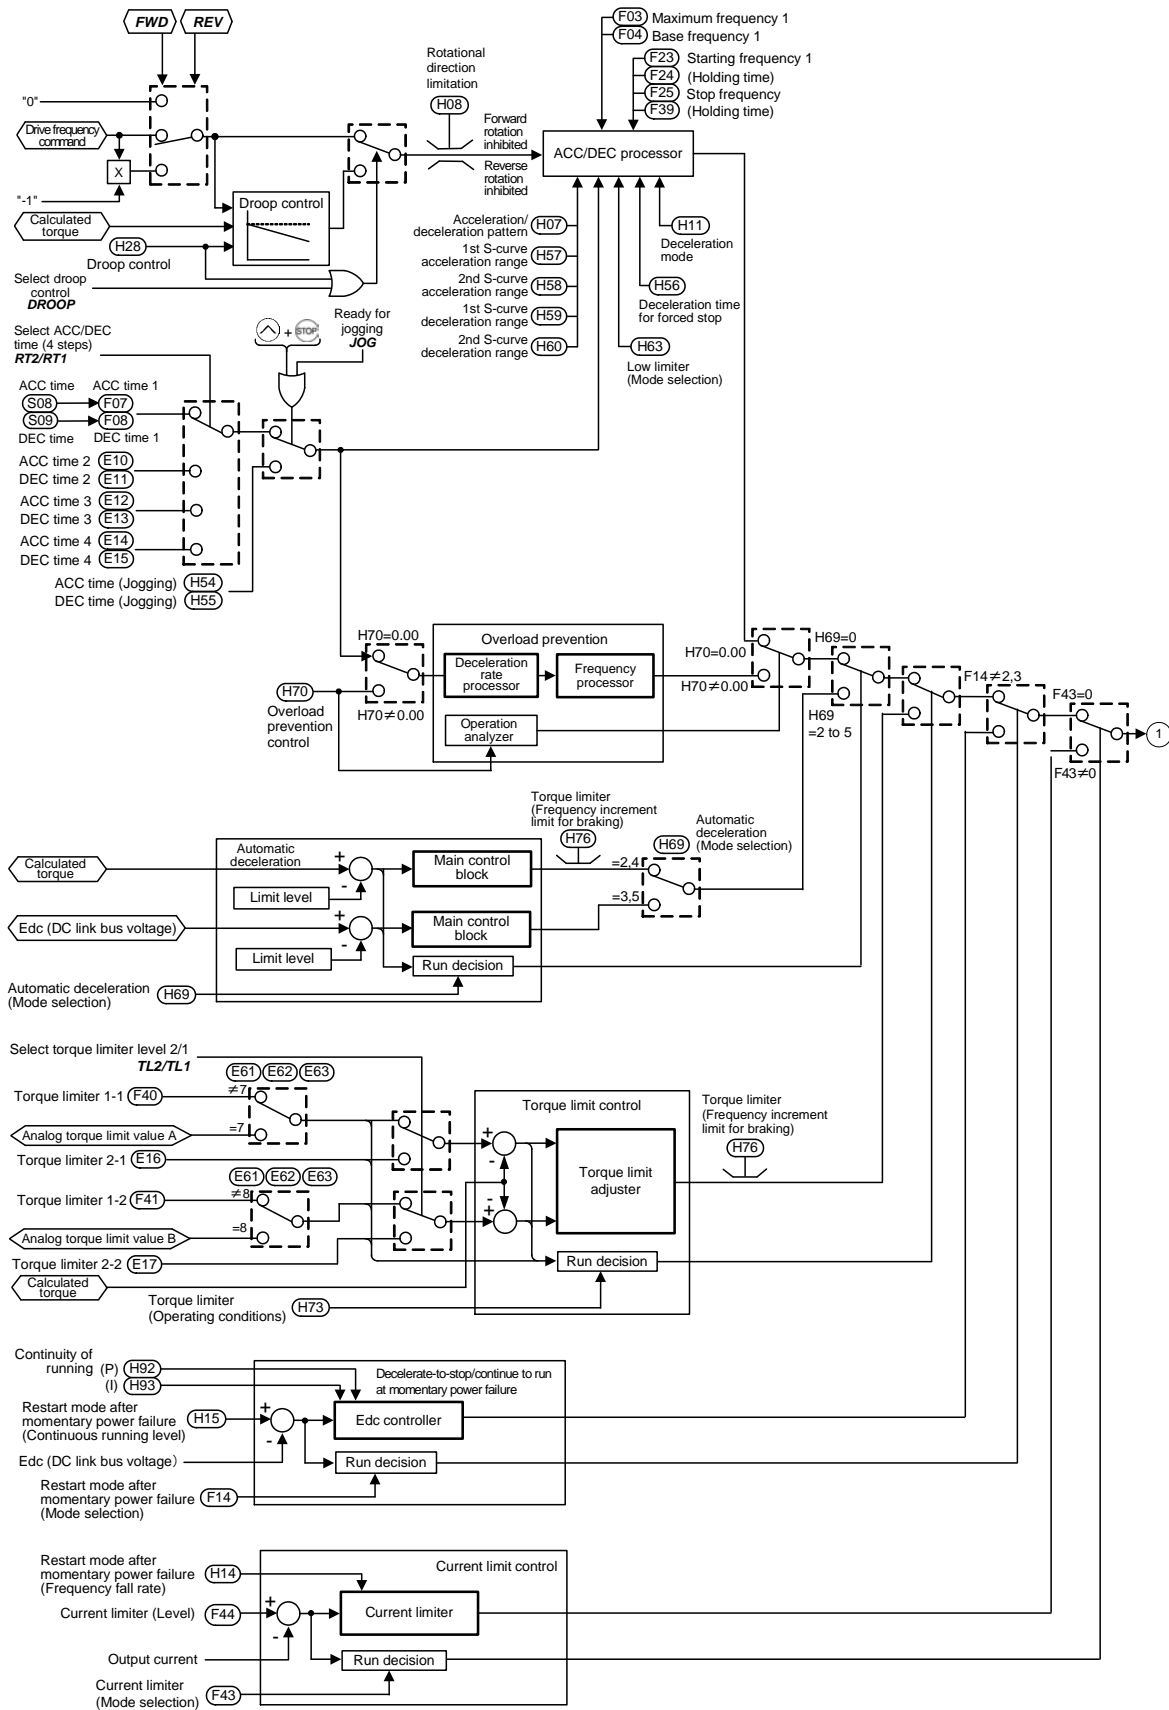 FWD
REV
F03 Maximum frequency 1
F04 Base frequency 1
F23 Starting frequency 1
F24 (Holding time)
F25 Stop frequency
F39 (Holding time)
Rotational
direction
limitation
H08
"0"
Drive frequency
command
X
"-1"
Forward
rotation
inhibited
Reverse
rotation
inhibited
ACC/DEC processor
Calculated
torque
Droop control
H28
Droop control
Select droop
control
DROOP
Acceleration/
deceleration pattern
H07
1st S-curve
acceleration range
H57
2nd S-curve
acceleration range
H58
1st S-curve
deceleration range
H59
2nd S-curve
deceleration range
H60
H11
Deceleration
mode
H56
Deceleration time
for forced stop
H63
Low limiter
(Mode selection)
Select ACC/DEC
time (4 steps)
RT2/RT1
+
STOP
Ready for
jogging
JOG
ACC time
ACC time 1
S08
F07
S09
F08
DEC time
DEC time 1
ACC time 2 E10
DEC time 2 E11
ACC time 3 E12
DEC time 3 E13
ACC time 4 E14
DEC time 4 E15
ACC time (Jogging) H54
DEC time (Jogging) H55
H70=0.00
Overload prevention
Deceleration
rate
processor
Frequency
processor
H70
Overload
prevention
control
H70≠0.00
Operation
analyzer
H70=0.00
H70≠0.00
H69=0
H69
=2 to 5
F14≠2,3
F43=0
F43≠0
1
Torque limiter
(Frequency increment
limit for braking)
H76
Automatic
deceleration
(Mode selection)
H69
=2,4
=3,5
Calculated
torque
Automatic
deceleration
+
-
Limit level
Main control
block
Edc (DC link bus voltage)
+
-
Limit level
Main control
block
Run decision
Automatic deceleration
(Mode selection)
H69
Select torque limiter level 2/1
TL2/TL1
E61 E62 E63
Torque limiter 1-1 F40
≠7
Analog torque limit value A
=7
Torque limiter 2-1 E16
E61 E62 E63
Torque limiter 1-2 F41
≠8
Analog torque limit value B
=8
Torque limiter 2-2 E17
Calculated
torque
Torque limit control
+
-
-
+
Torque limit
adjuster
Run decision
Torque limiter
(Operating conditions)
H73
Torque limiter
(Frequency increment
limit for braking)
H76
Continuity of
running (P) H92
(I) H93
Decelerate-to-stop/continue to run
at momentary power failure
Restart mode after
momentary power failure
(Continuous running level)
H15
+
-
Edc controller
Edc (DC link bus voltage)
Run decision
Restart mode after
momentary power failure
(Mode selection)
F14
Restart mode after
momentary power failure
(Frequency fall rate)
H14
Current limit control
Current limiter (Level) F44
+
-
Current limiter
Output current
Run decision
Current limiter
(Mode selection)
F43